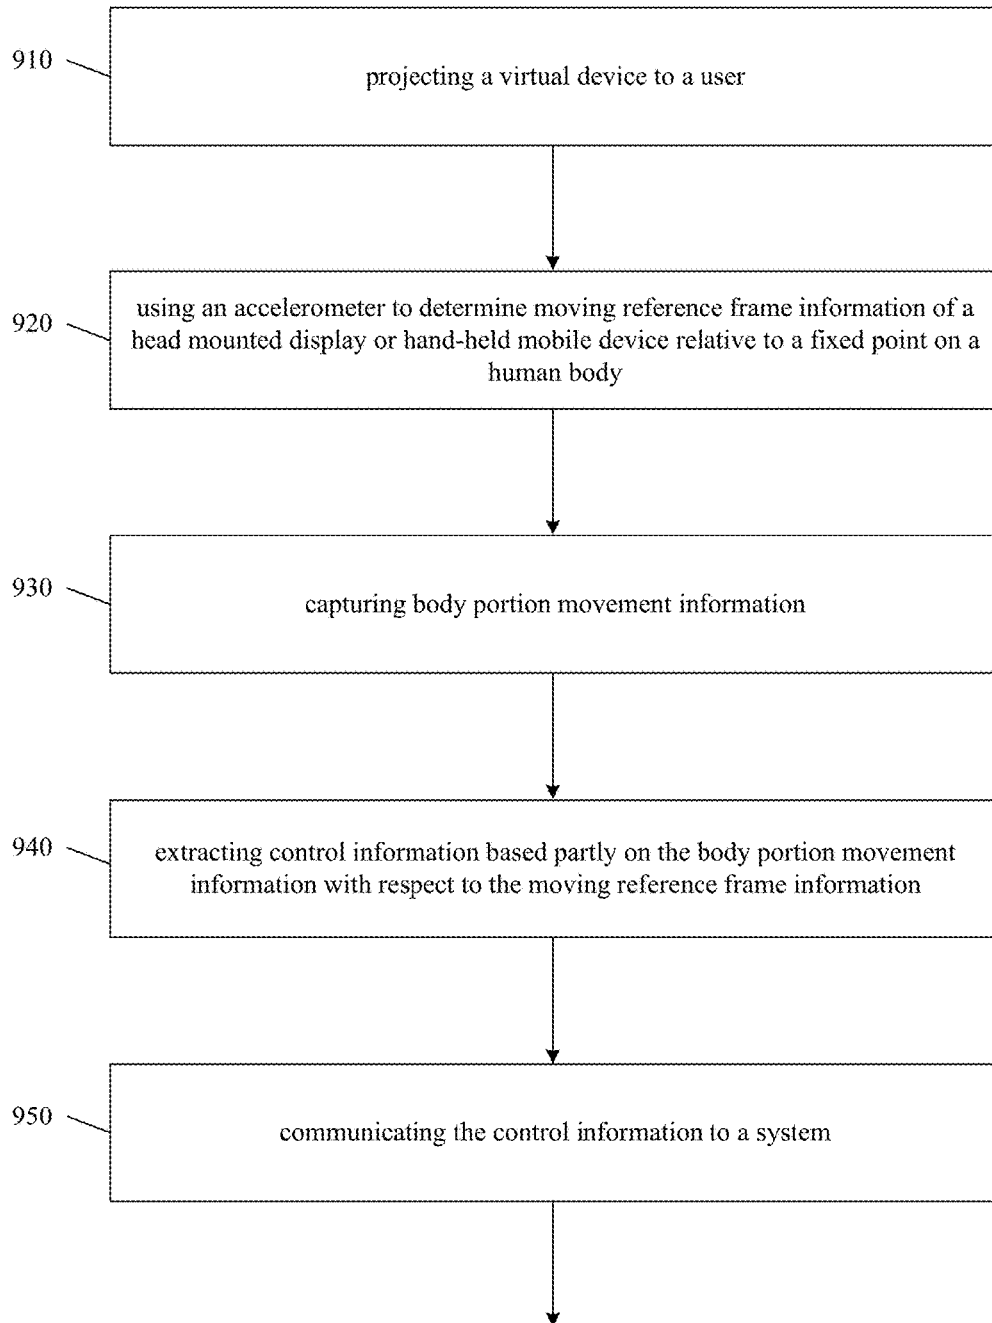 910
projecting a virtual device to a user
920
using an accelerometer to determine moving reference frame information of a
head mounted display or hand-held mobile device relative to a fixed point on a
human body
930
capturing body portion movement information
940
extracting control information based partly on the body portion movement
information with respect to the moving reference frame information
950
communicating the control information to a system